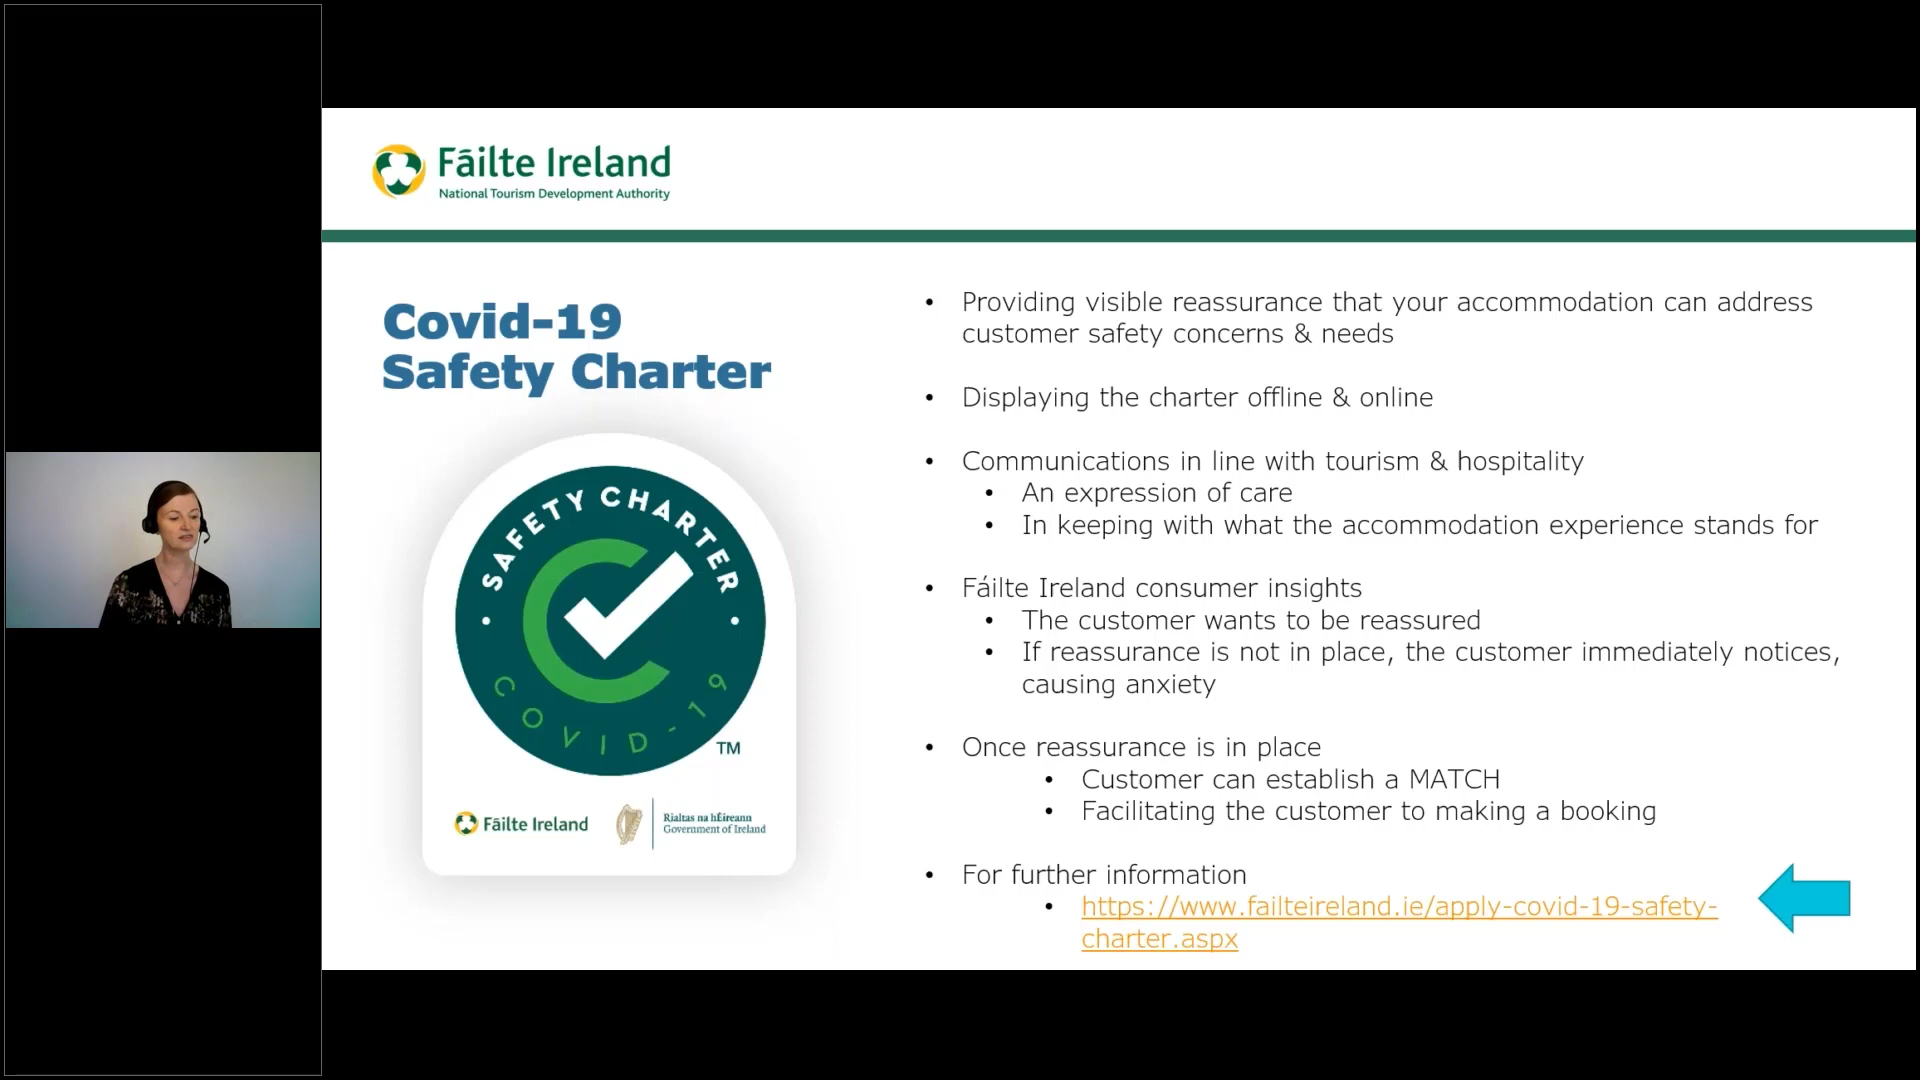 Fáilte Ireland
National Tourism Development Authority
Covid-19
Safety Charter
SAFETY CHARTER
COVID-19
TM
Fáilte Ireland
Rialtas na hÉireann
Government of Ireland
• Providing visible reassurance that your accommodation can address
customer safety concerns & needs
• Displaying the charter offline & online
• Communications in line with tourism & hospitality
• An expression of care
• In keeping with what the accommodation experience stands for
• Fáilte Ireland consumer insights
• The customer wants to be reassured
• If reassurance is not in place, the customer immediately notices,
causing anxiety
• Once reassurance is in place
• Customer can establish a MATCH
• Facilitating the customer to making a booking
• For further information
• https://www.failteireland.ie/apply-covid-19-safety-
charter.aspx